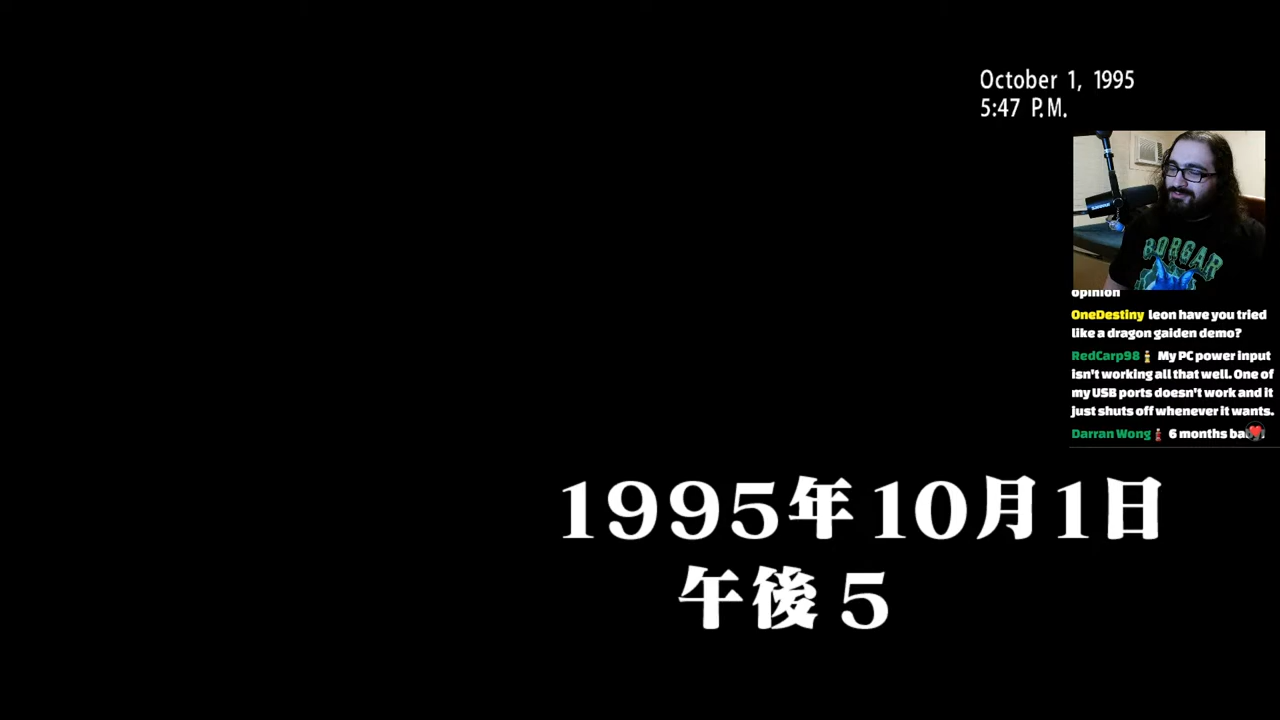 October 1, 1995
5:47 P.M.
BORGAR
opinion
OneDestiny leon have you tried
like a dragon gaiden demo?
RedCarp98 My PC power input
isn't working all that well. One of
my USB ports doesn't work and it
just shuts off whenever it wants.
Darran Wong 6 months
1995年10月1日
午後5